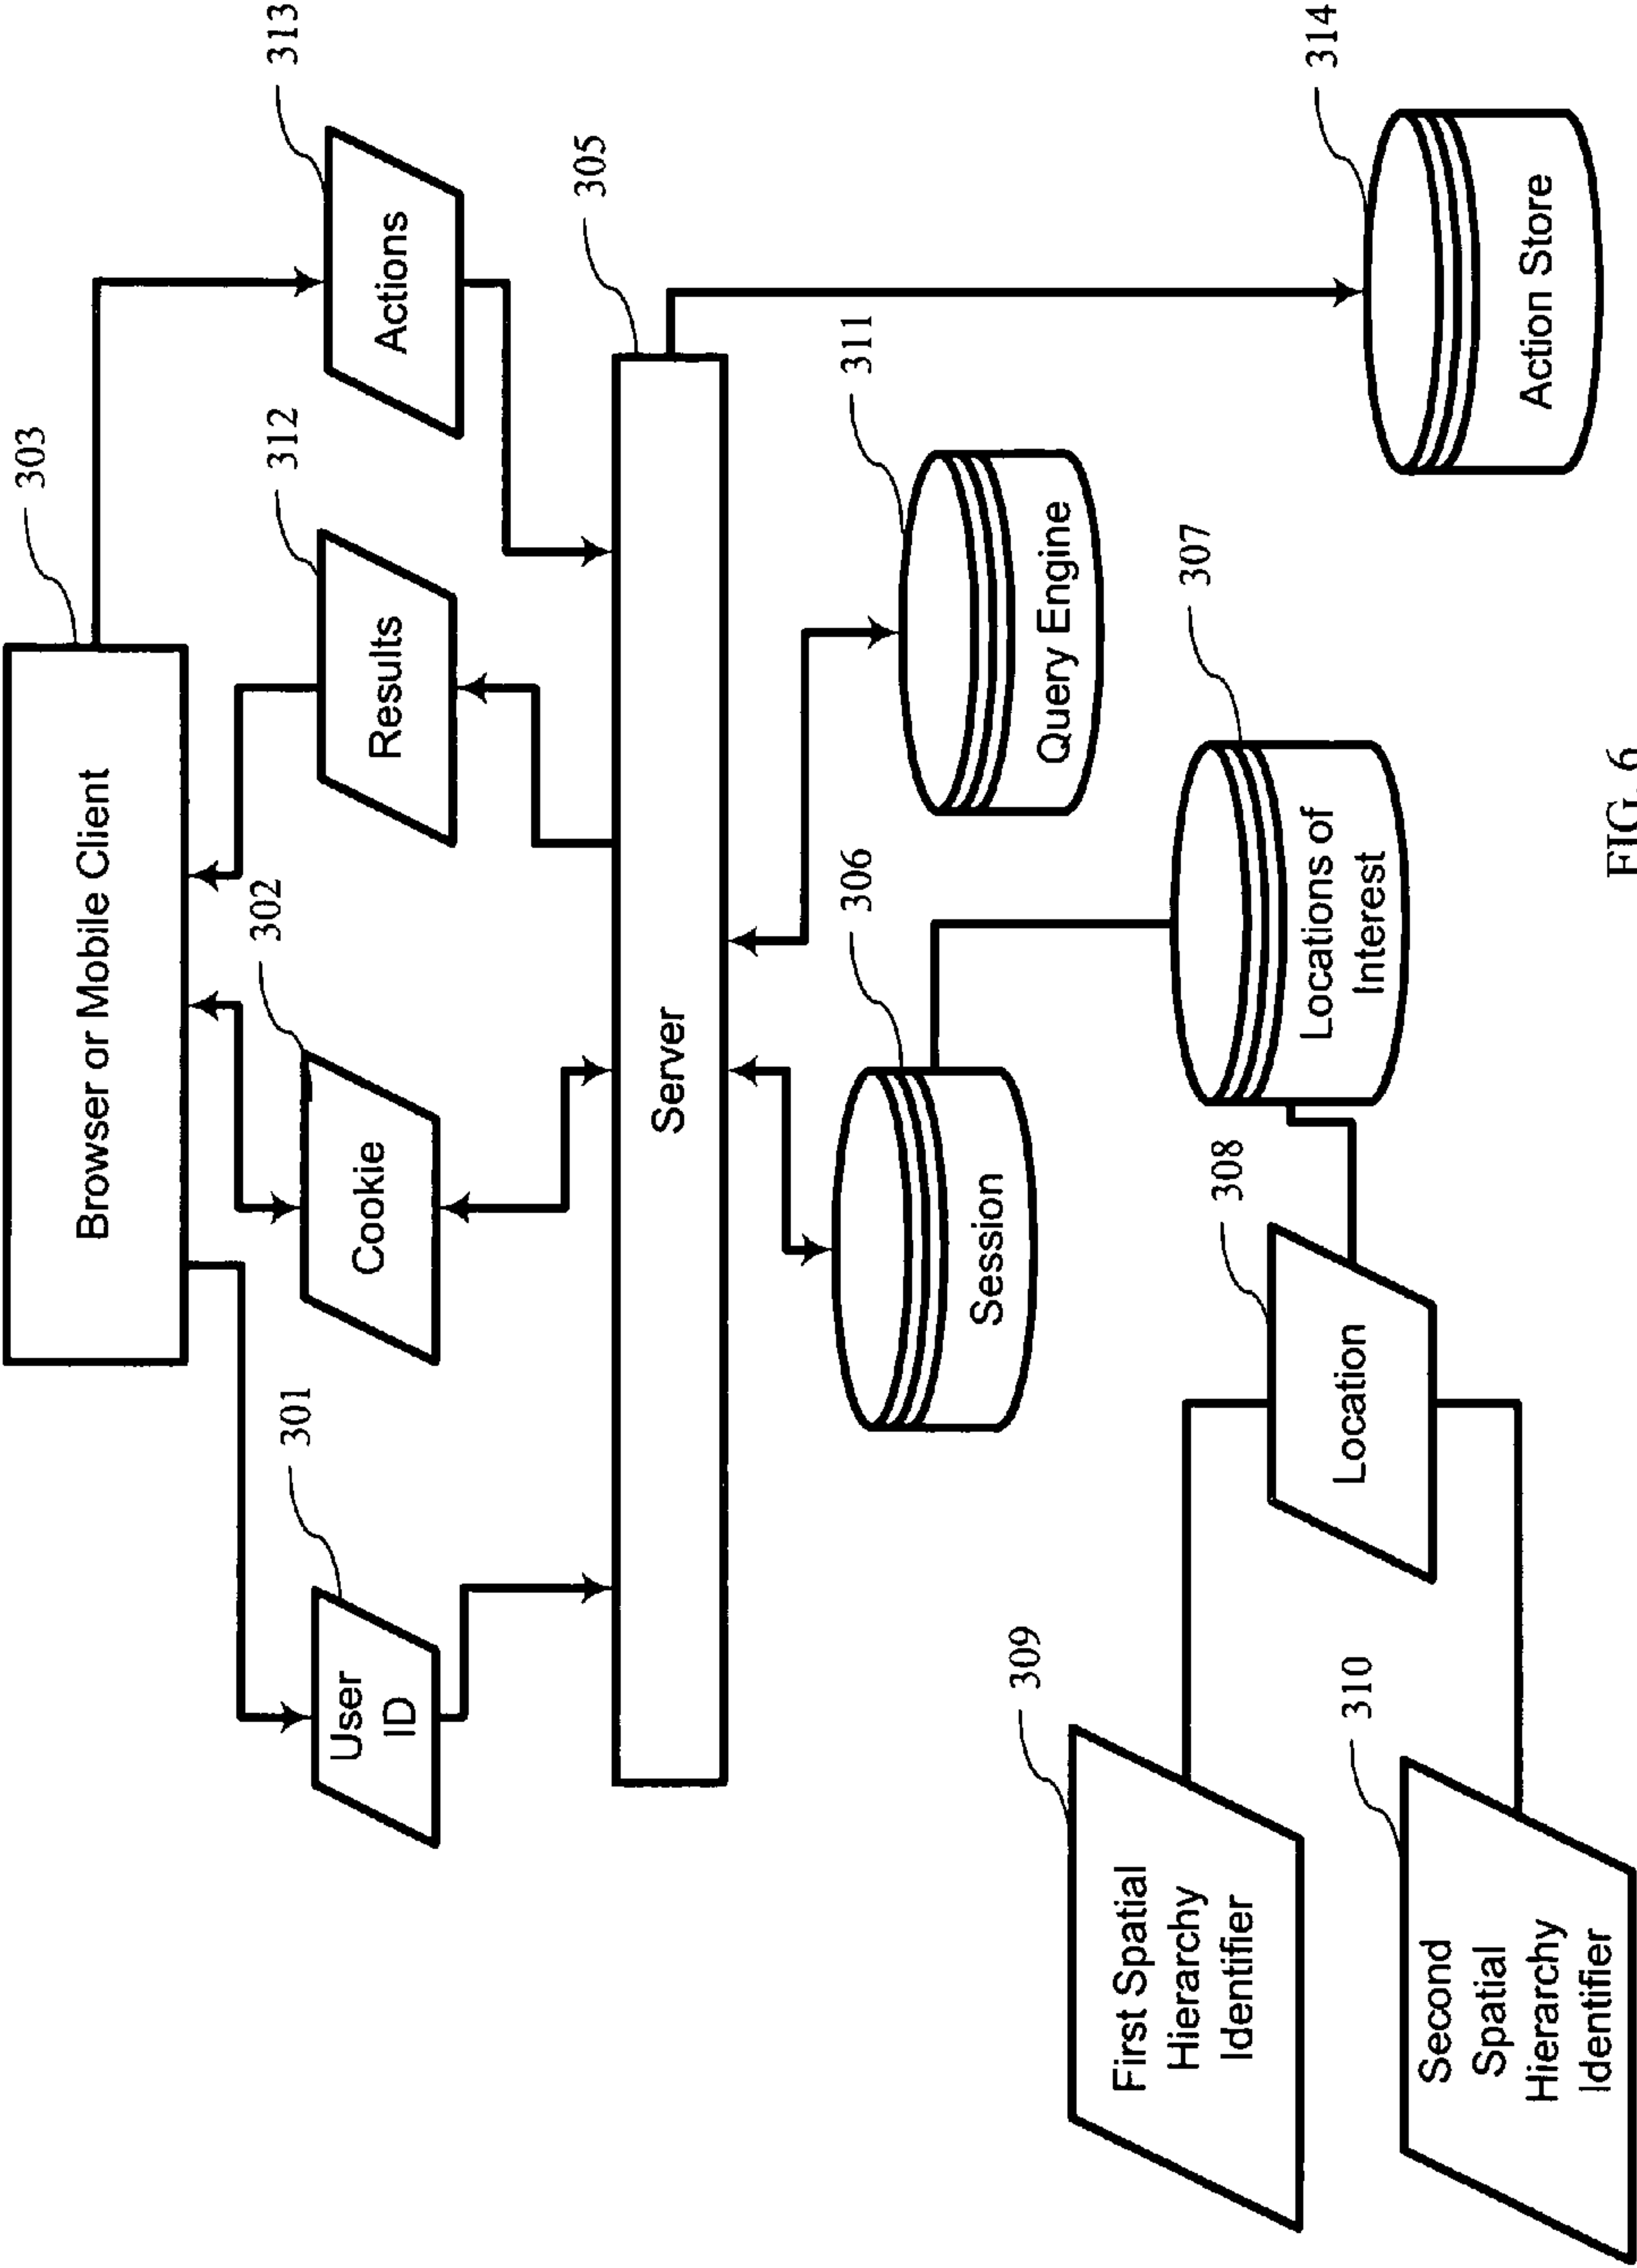 303
Browser or Mobile Client
301
User
ID
302
Cookie
312
Results
313
Actions
305
Server
306
Session
311
Query Engine
307
Locations of
Interest
308
Location
309
First Spatial
Hierarchy
Identifier
310
Second
Spatial
Hierarchy
Identifier
314
Action Store
FIG. 6